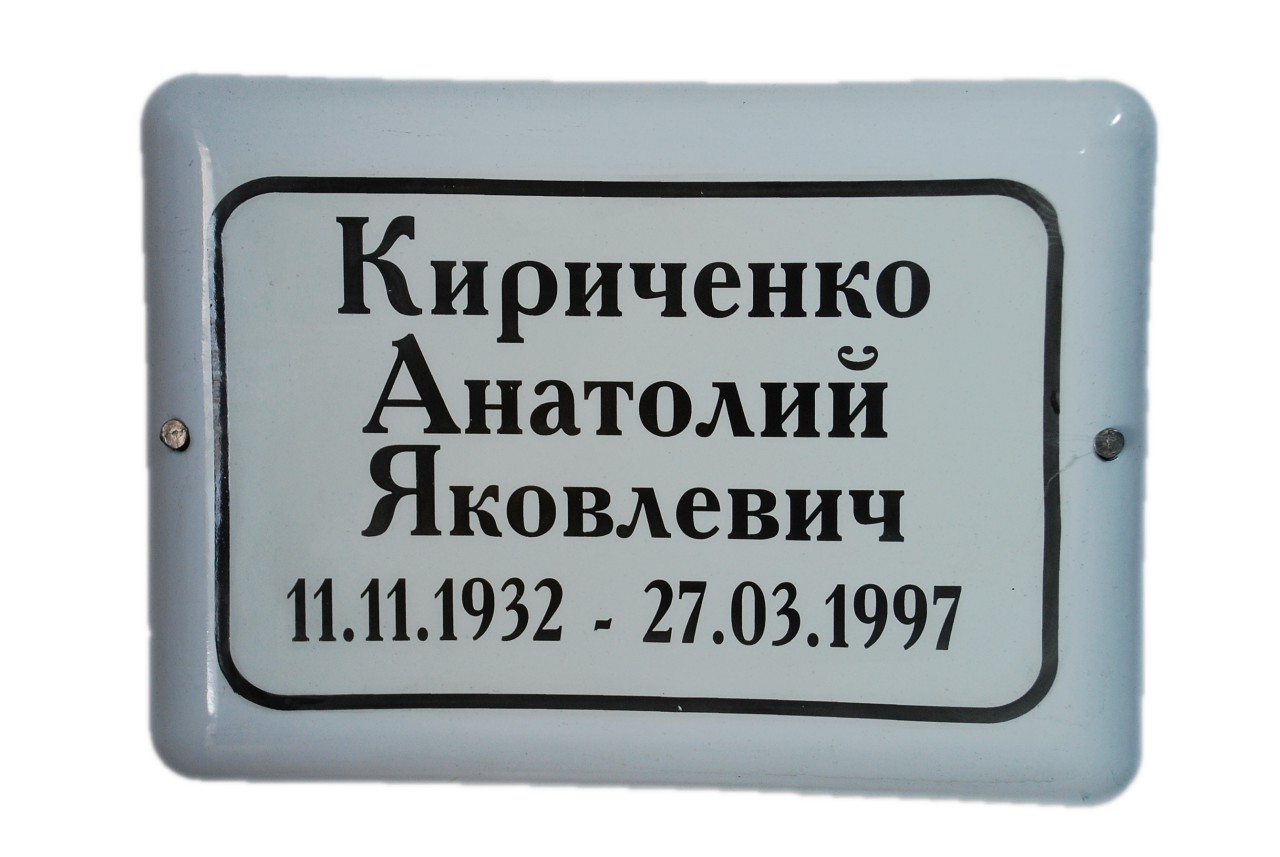 Кириченко
Анатолий
Яковлевич
11.11.1932 - 27.03.1997